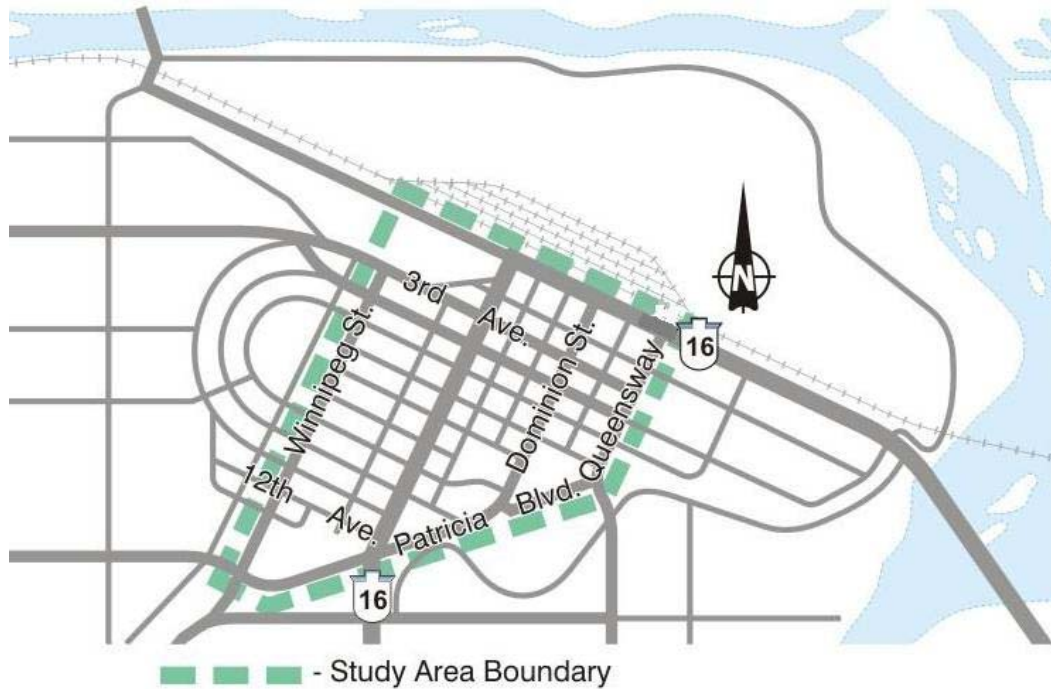 N
3rd
Ave.
16
Winnipeg St.
Dominion St.
Queensway
12th
Ave.
Patricia
Blvd.
16
- Study Area Boundary